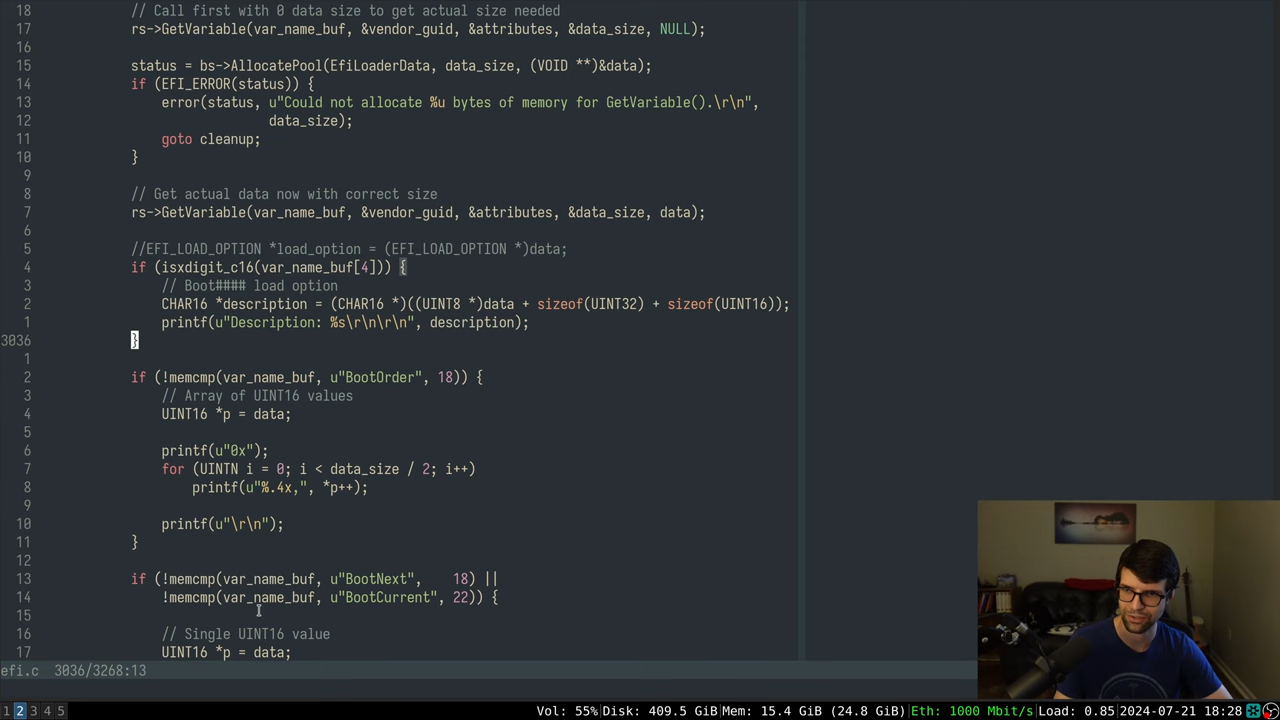 18 // Call first with 0 data size to get actual size needed
17 rs->GetVariable(var_name_buf, &vendor_guid, &attributes, &data_size, NULL);
16
15 status = bs->AllocatePool(EfiLoaderData, data_size, (VOID **)&data);
14 if (EFI_ERROR(status)) {
13 error(status, u"Could not allocate %u bytes of memory for GetVariable().\r\n",
12 data_size);
11 goto cleanup;
10 }
9
8 // Get actual data now with correct size
7 rs->GetVariable(var_name_buf, &vendor_guid, &attributes, &data_size, data);
6
5 //EFI_LOAD_OPTION *load_option = (EFI_LOAD_OPTION *)data;
4 if (isxdigit_c16(var_name_buf[4])) {
3 // Boot#### load option
2 CHAR16 *description = (CHAR16 *)((UINT8 *)data + sizeof(UINT32) + sizeof(UINT16));
1 printf(u"Description: %s\r\n\r\n", description);
3036 }
1
2 if (!memcmp(var_name_buf, u"BootOrder", 18)) {
3 // Array of UINT16 values
4 UINT16 *p = data;
5
6 printf(u"0x");
7 for (UINTN i = 0; i < data_size / 2; i++)
8 printf(u"%.4x,", *p++);
9
10 printf(u"\r\n");
11 }
12
13 if (!memcmp(var_name_buf, u"BootNext", 18) ||
14 !memcmp(var_name_buf, u"BootCurrent", 22)) {
15
16 // Single UINT16 value
17 UINT16 *p = data;
efi.c 3036/3268:13
1 2 3 4 5 Vol: 55% Disk: 409.5 GiB Mem: 15.4 GiB (24.8 GiB) Eth: 1000 Mbit/s Load: 0.85 2024-07-21 18:28